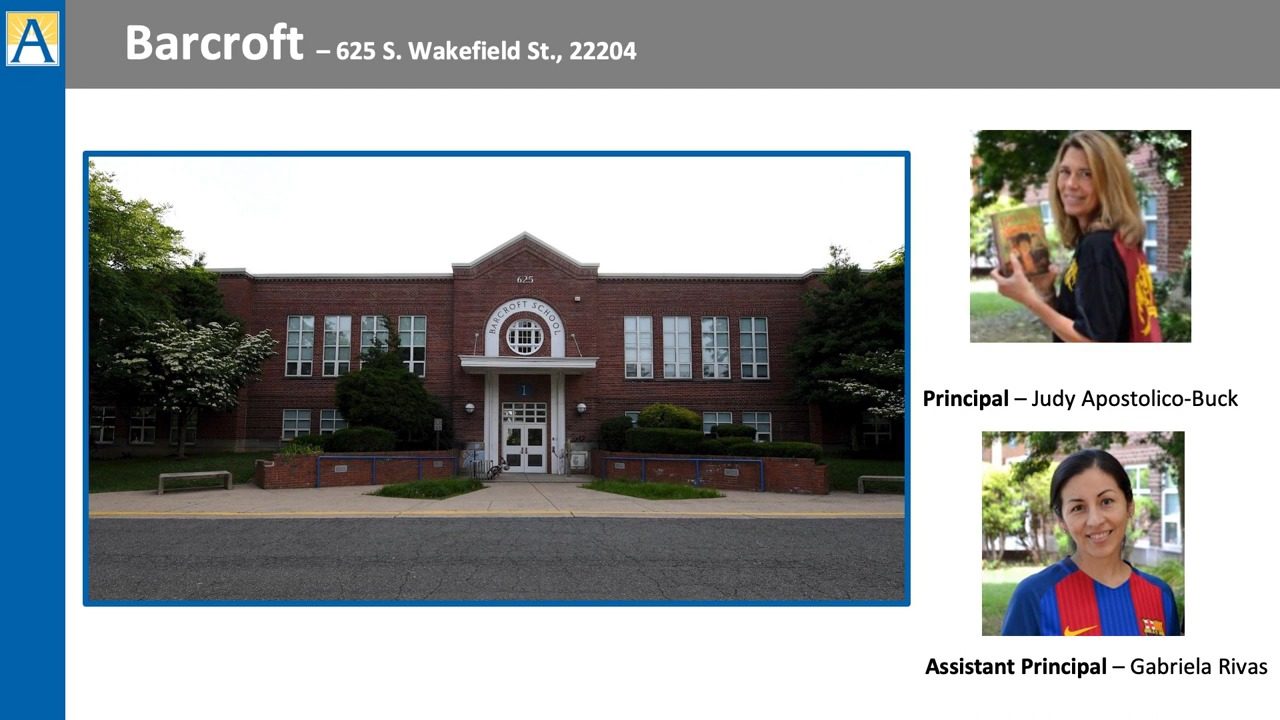 A
Barcroft – 625 S. Wakefield St., 22204
625
BARCROFT SCHOOL
1
Principal – Judy Apostolico-Buck
Assistant Principal – Gabriela Rivas